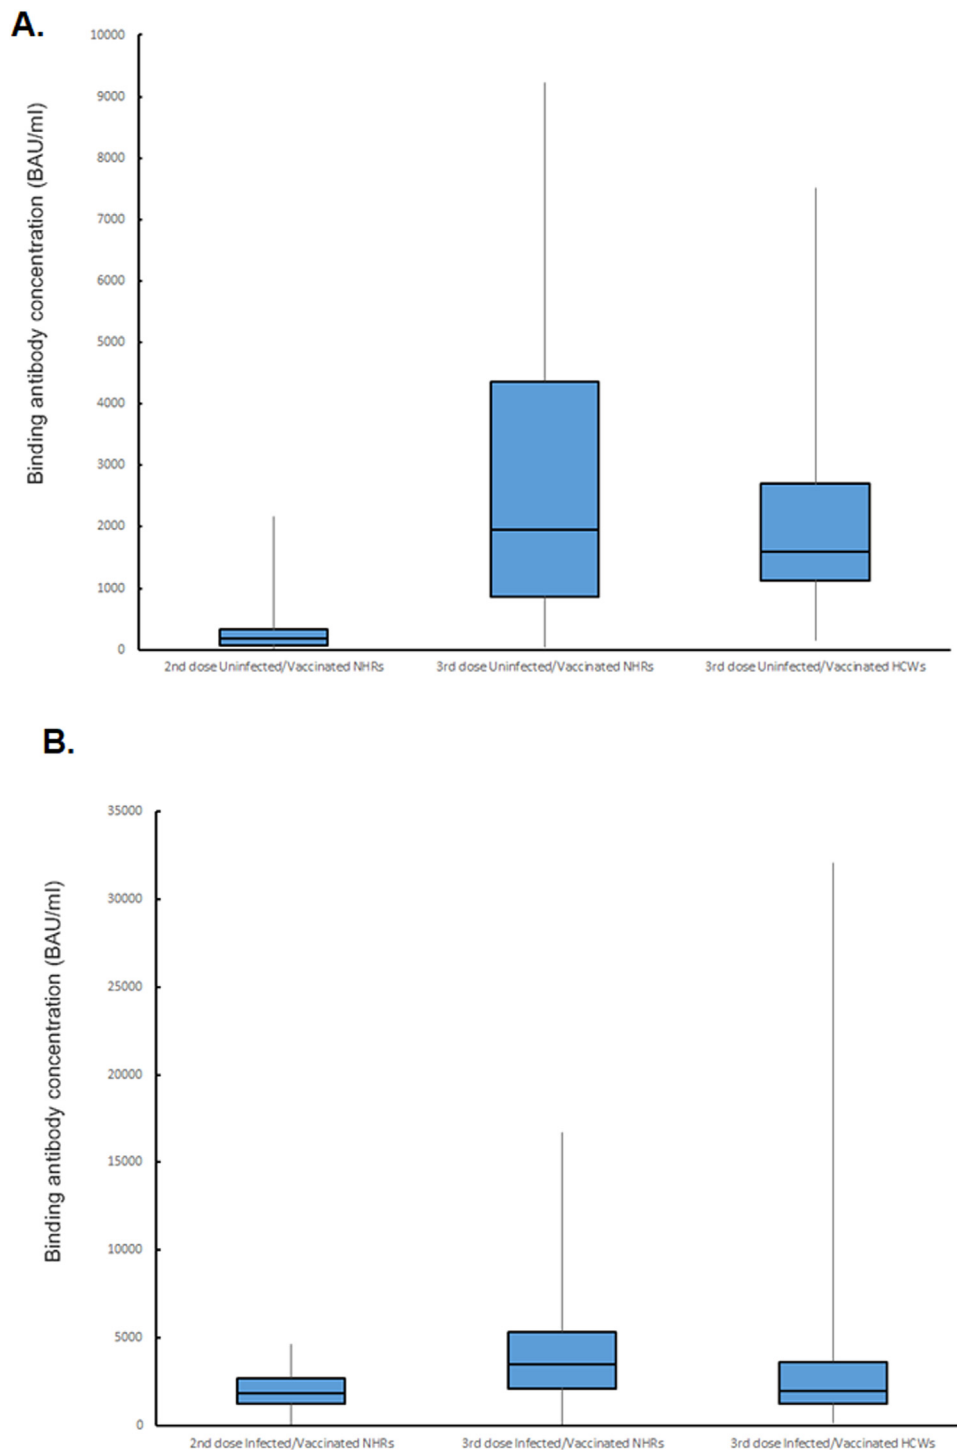 A.
Binding antibody concentration (BAU/ml)
10000
9000
8000
7000
6000
5000
4000
3000
2000
1000
0
2nd dose Uninfected/Vaccinated NHRs
3rd dose Uninfected/Vaccinated NHRs
3rd dose Uninfected/Vaccinated HCWs
B.
Binding antibody concentration (BAU/ml)
35000
30000
25000
20000
15000
10000
5000
0
2nd dose Infected/Vaccinated NHRs
3rd dose Infected/Vaccinated NHRs
3rd dose Infected/Vaccinated HCWs